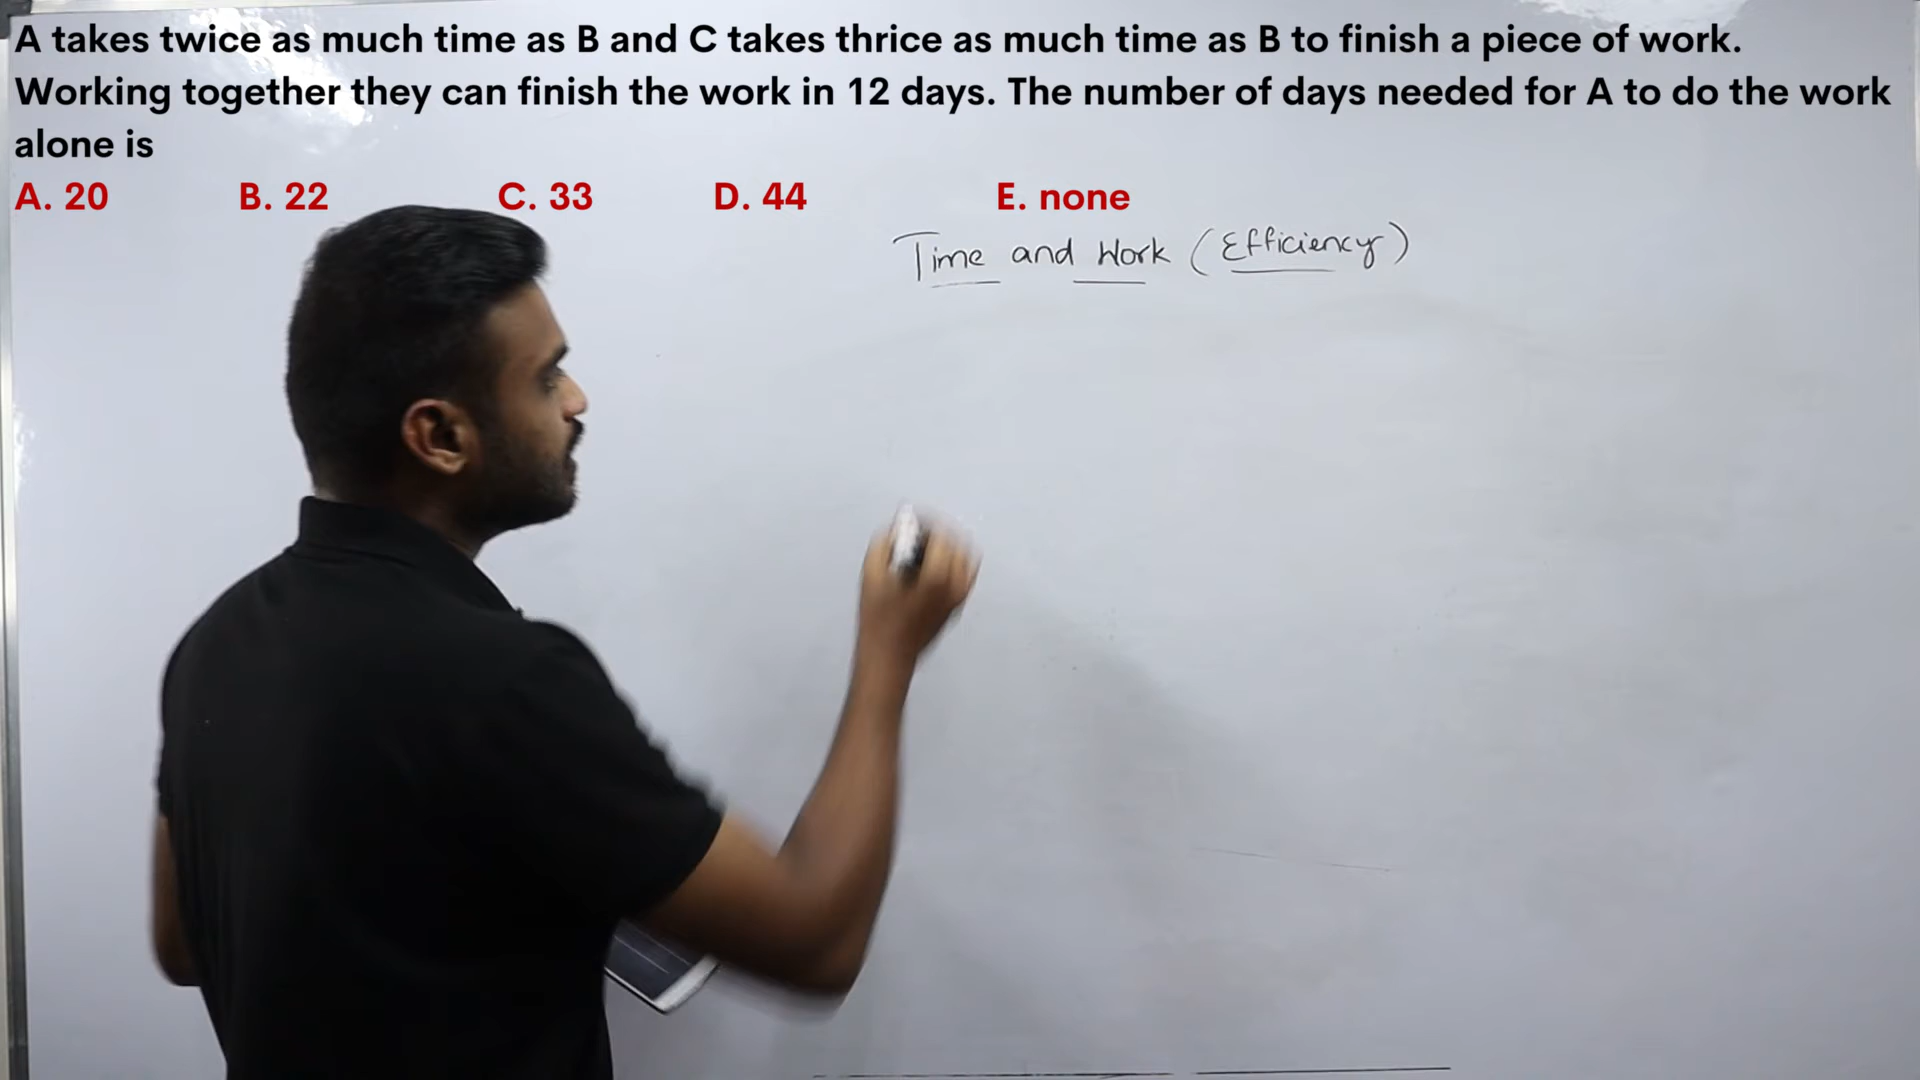 A takes twice as much time as B and C takes thrice as much time as B to finish a piece of work.
Working together they can finish the work in 12 days. The number of days needed for A to do the work
alone is
A. 20 B. 22 C. 33 D. 44 E. none
Time and Work (Efficiency)